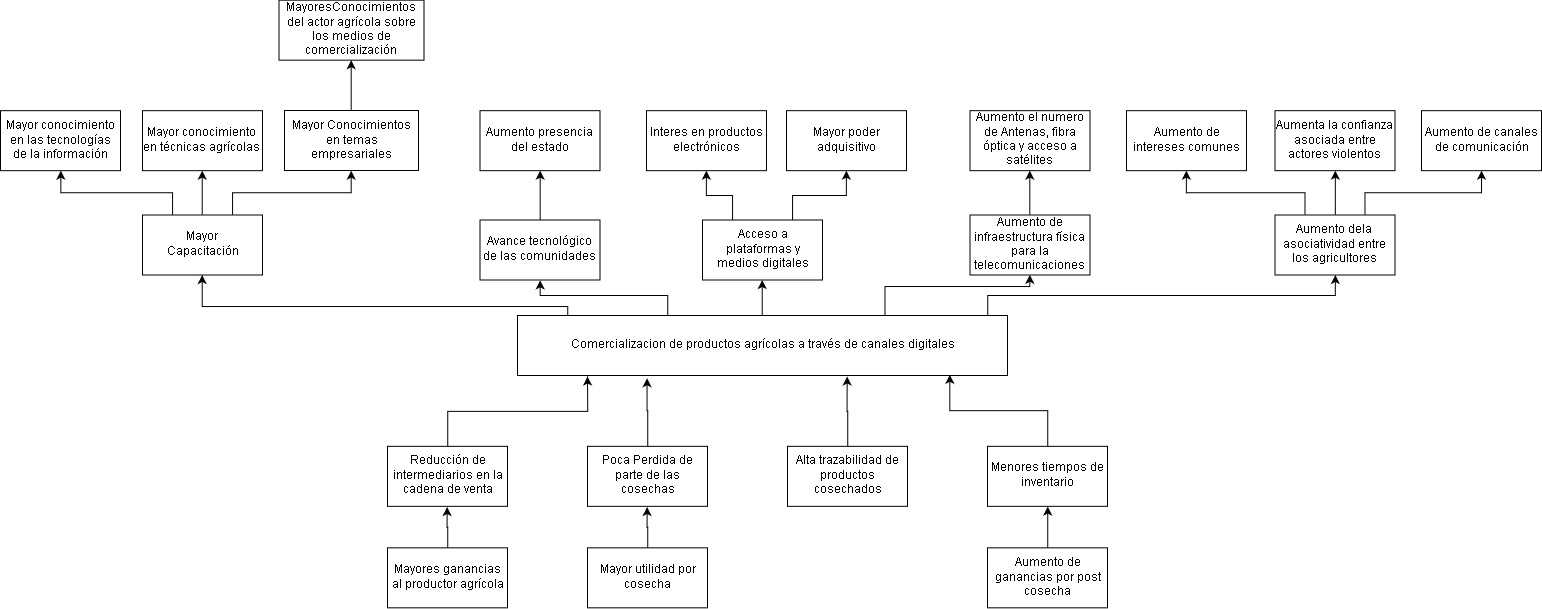 MayoresConocimientos
del actor agrícola sobre
los medios de
comercialización
Mayor conocimiento
en las tecnologías
de la información
Mayor conocimiento
en técnicas agrícolas
Mayor Conocimientos
en temas
empresariales
Aumento presencia
del estado
Interes en productos
electrónicos
Mayor poder
adquisitivo
Aumento el numero
de Antenas, fibra
óptica y acceso a
satélites
Aumento de
intereses comunes
Aumenta la confianza
asociada entre
actores violentos
Aumento de canales
de comunicación
Mayor
Capacitación
Avance tecnológico
de las comunidades
Acceso a
plataformas y
medios digitales
Aumento de
infraestructura física
para la
telecomunicaciones
Aumento dela
asociatividad entre
los agricultores
Comercializacion de productos agrícolas a través de canales digitales
Reducción de
intermediarios en la
cadena de venta
Poca Perdida de
parte de las
cosechas
Alta trazabilidad de
productos
cosechados
Menores tiempos de
inventario
Mayores ganancias
al productor agrícola
Mayor utilidad por
cosecha
Aumento de
ganancias por post
cosecha